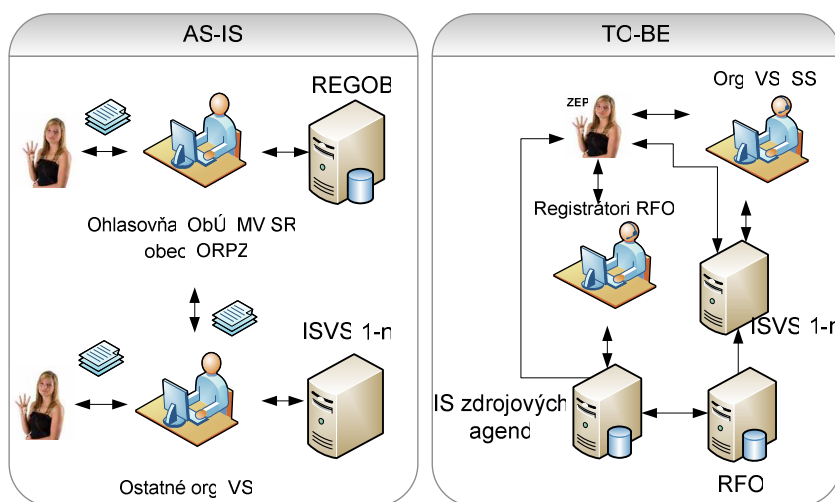 AS-IS
REGOB
Ohlasovňa ObÚ MV SR
obec ORPZ
ISVS 1-n
Ostatné org VS
TO-BE
Org VS SS
ZEP
Registrátori RFO
ISVS 1-n
IS zdrojových
agend
RFO